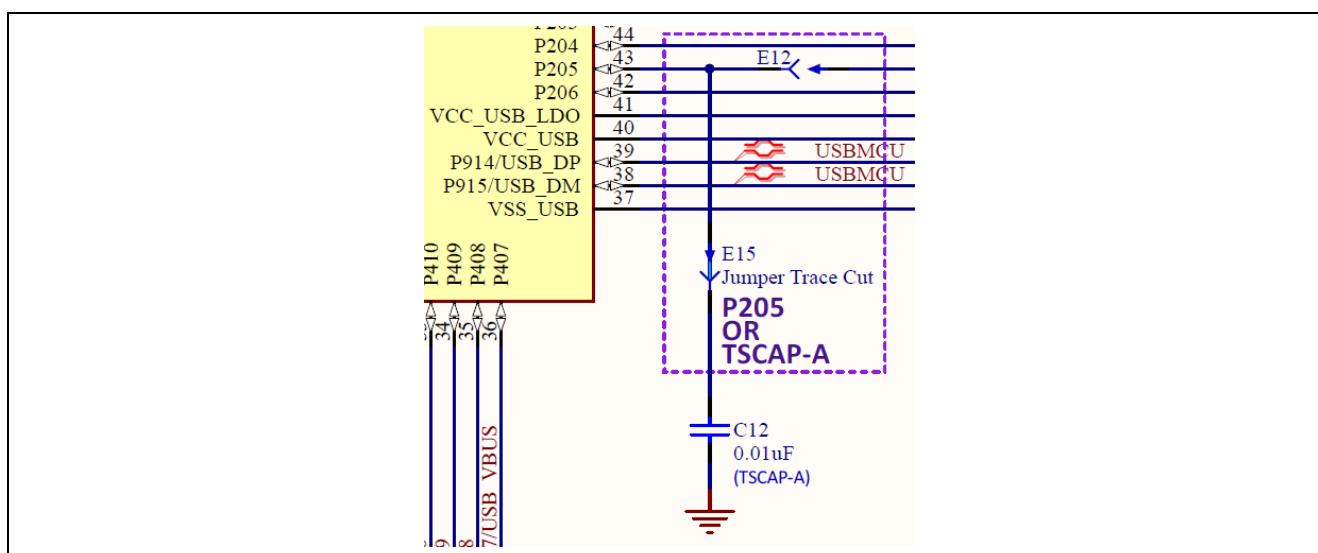 44
P204
43
P205
E12
42
P206
41
VCC_USB_LDO
40
VCC_USB
39
P914/USB_DP
USBMCU
38
P915/USB_DM
USBMCU
37
VSS_USB
P410
P409
P408
P407
E15
Jumper Trace Cut
P205
OR
TSCAP-A
34
35
36
C12
0.01uF
(TSCAP-A)
7/USB_VBUS